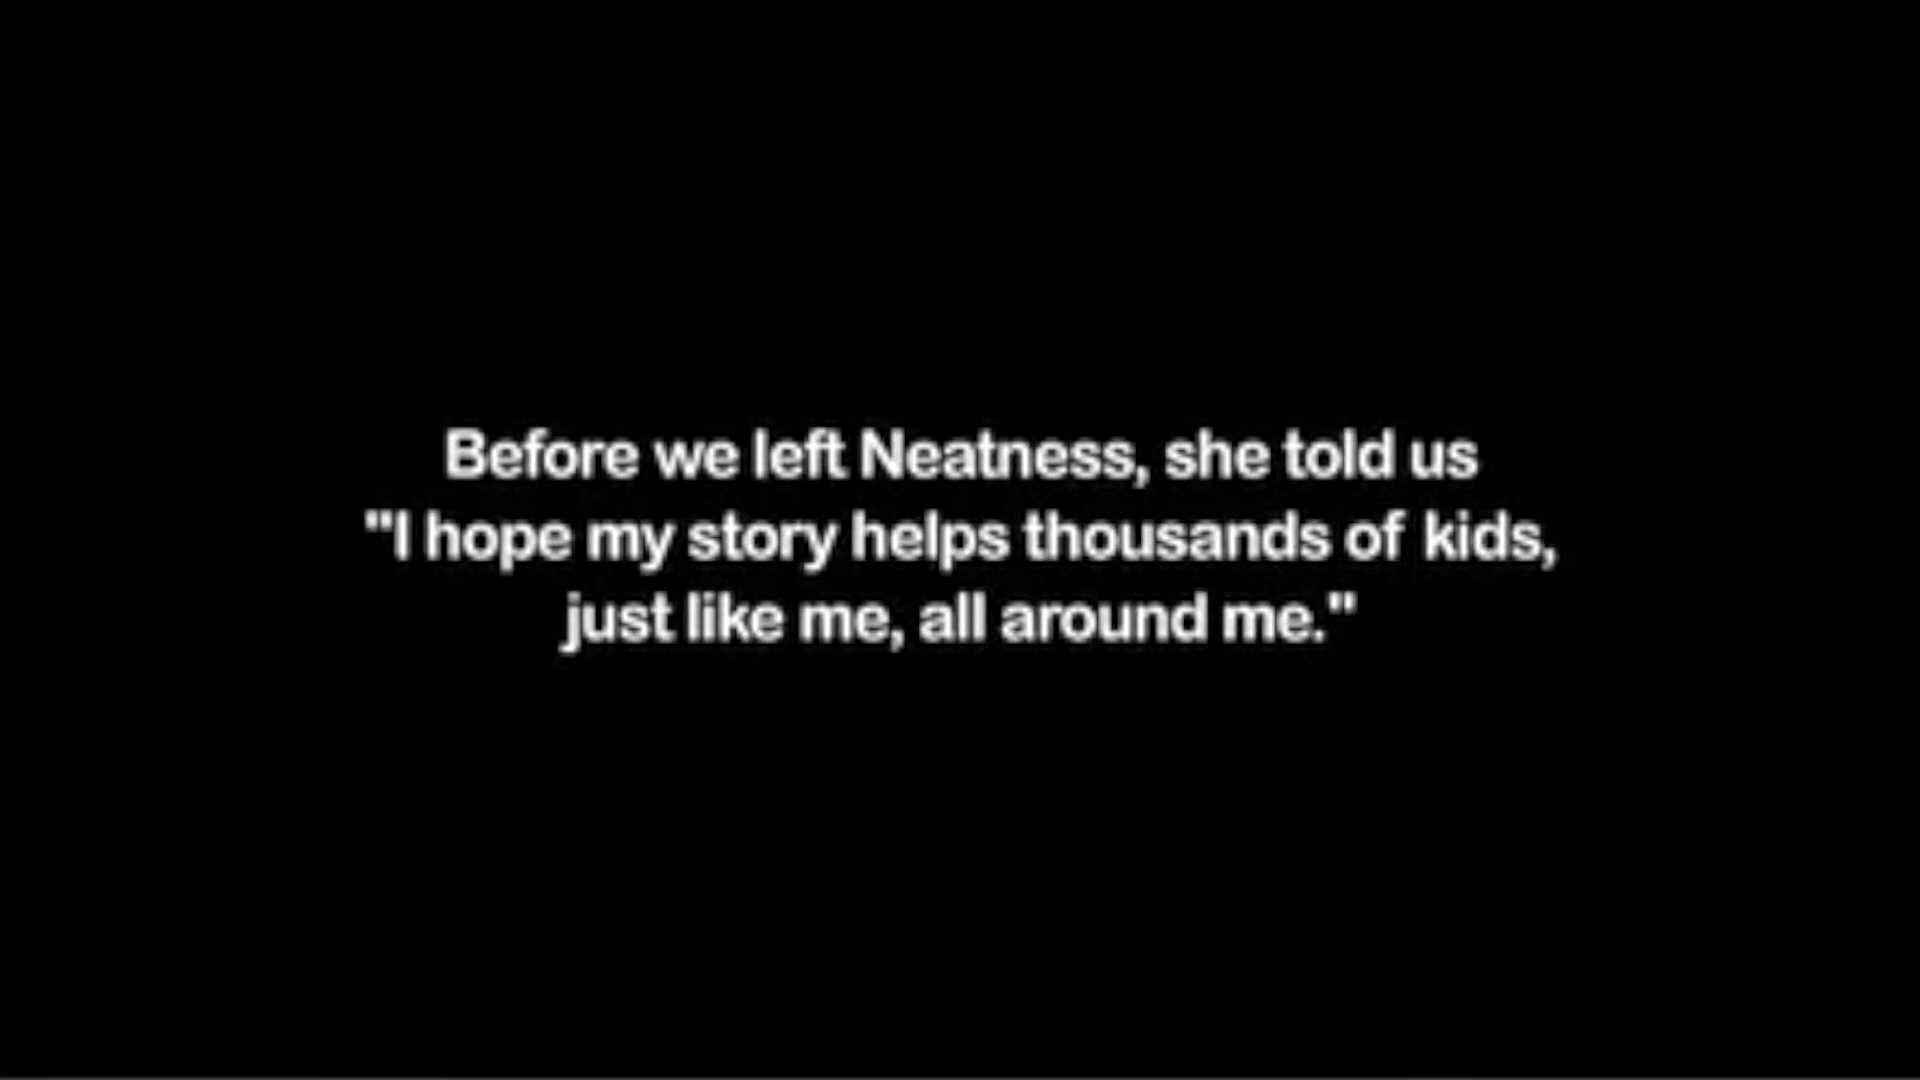 Before we left Neatness, she told us
"I hope my story helps thousands of kids,
just like me, all around me."